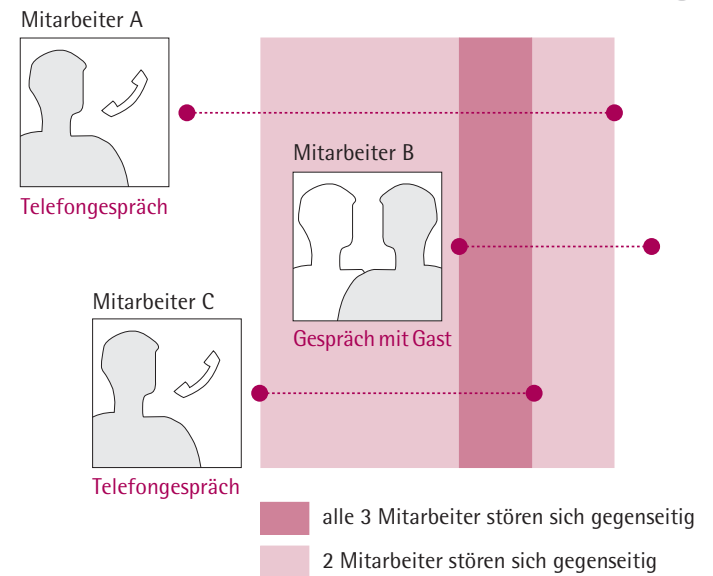 Mitarbeiter A
Telefongespräch
Mitarbeiter B
Gespräch mit Gast
Mitarbeiter C
Telefongespräch
alle 3 Mitarbeiter stören sich gegenseitig
2 Mitarbeiter stören sich gegenseitig